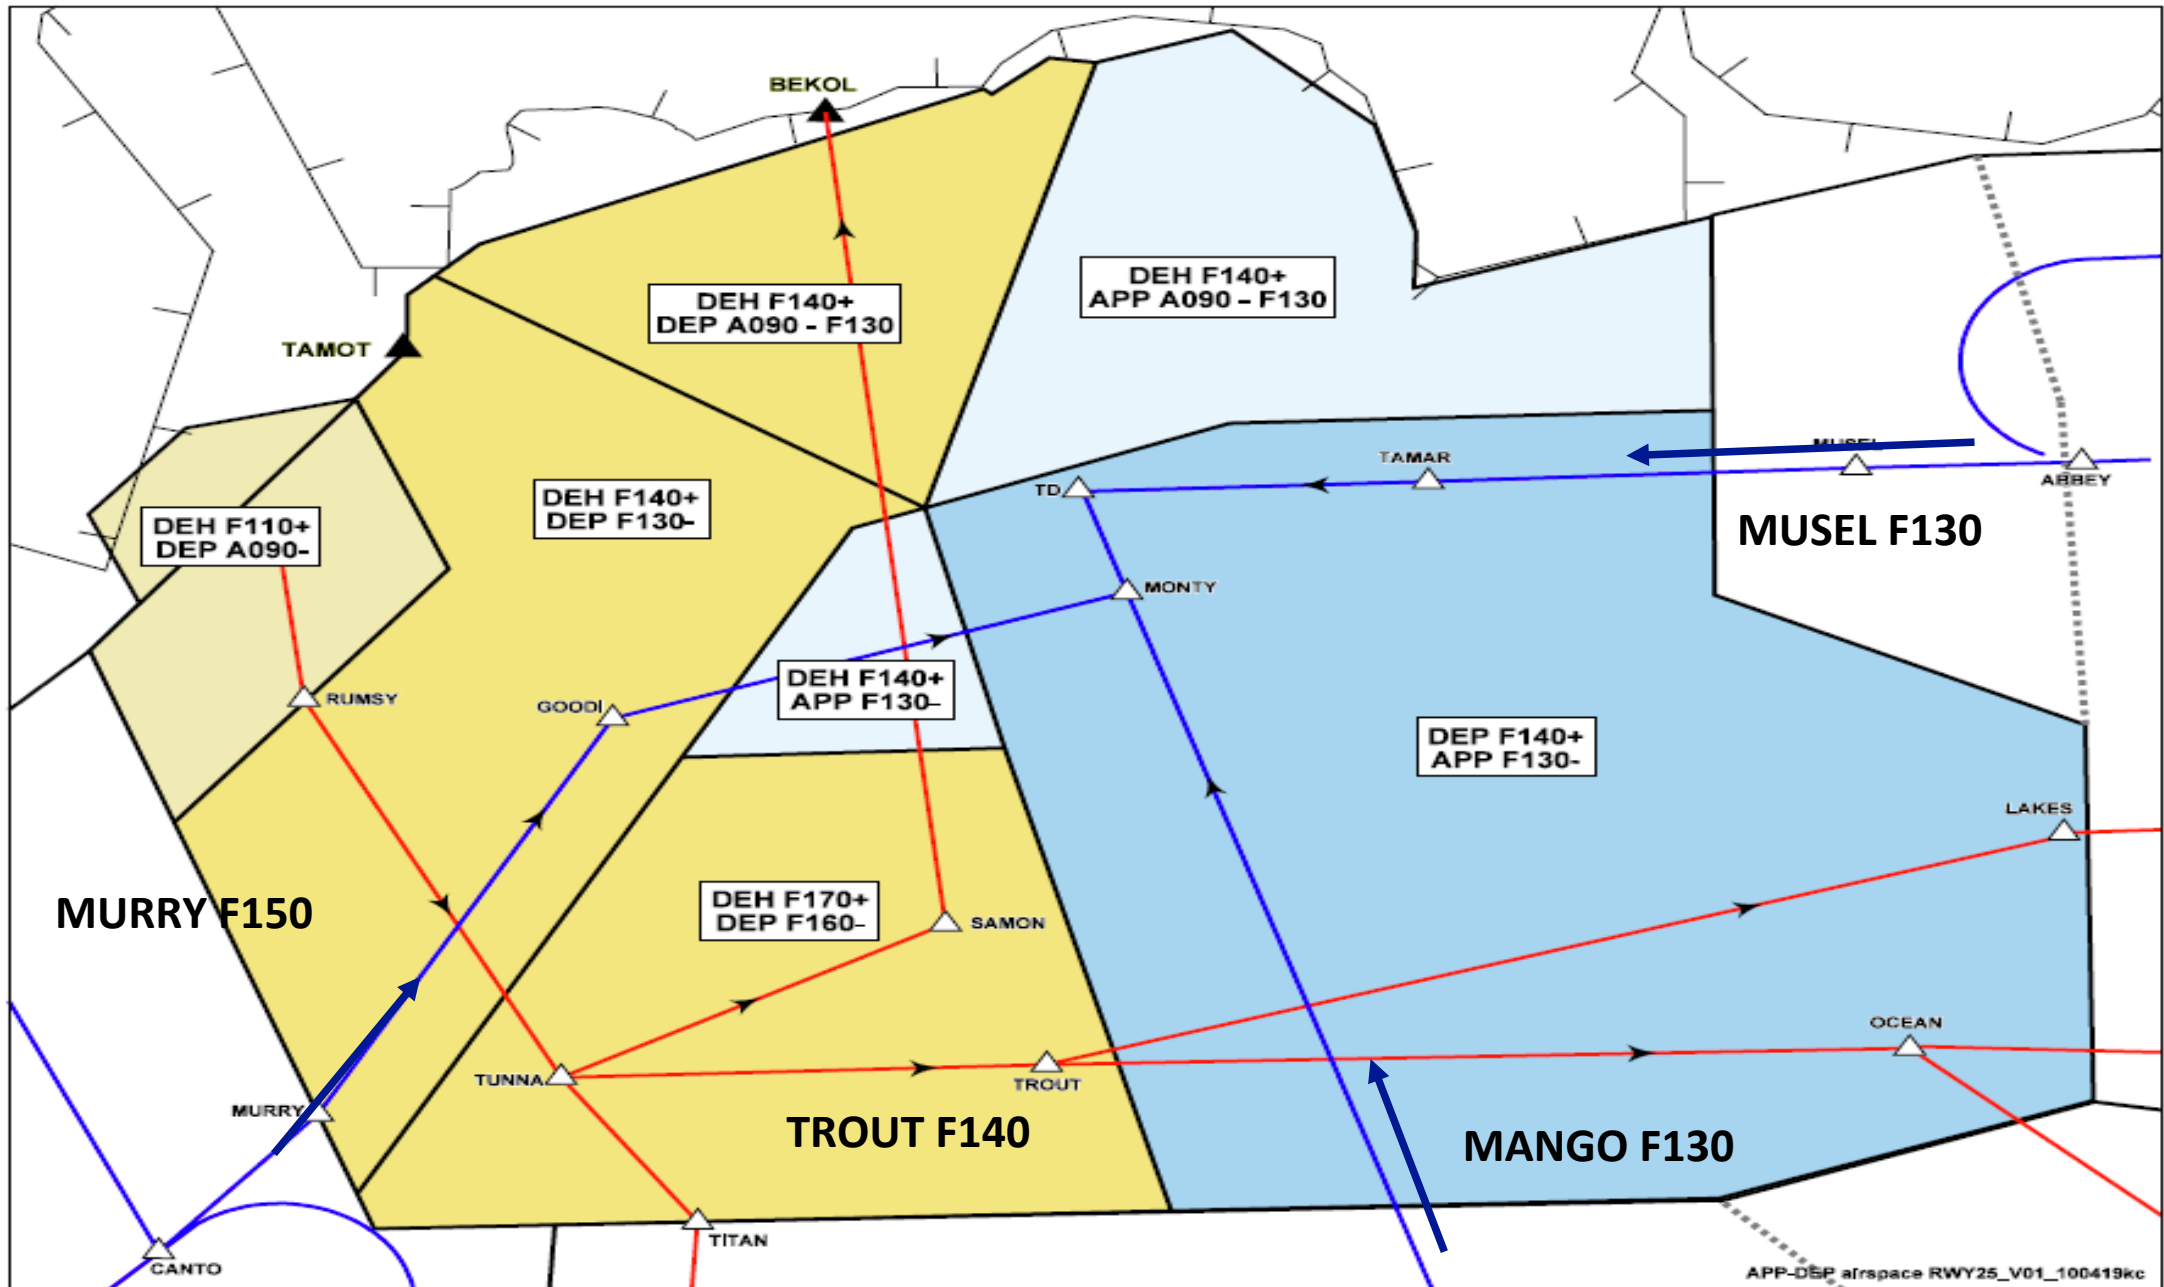 BEKOL
DEH F140+
APP A090 - F130
DEH F140+
DEP A090 - F130
TAMOT
TAMAR
MUSEL
TD
ABBEY
DEH F140+
DEP F130-
DEH F110+
DEP A090-
MUSEL F130
MONTY
RUMSY
GOODI
DEH F140+
APP F130-
DEP F140+
APP F130-
LAKES
DEH F170+
DEP F160-
MURRY F150
SAMON
OCEAN
TUNNA
TROUT
MURRY
TROUT F140
MANGO F130
TITAN
CANTO
APP-DEP airspace RWY25_V01_100419kc